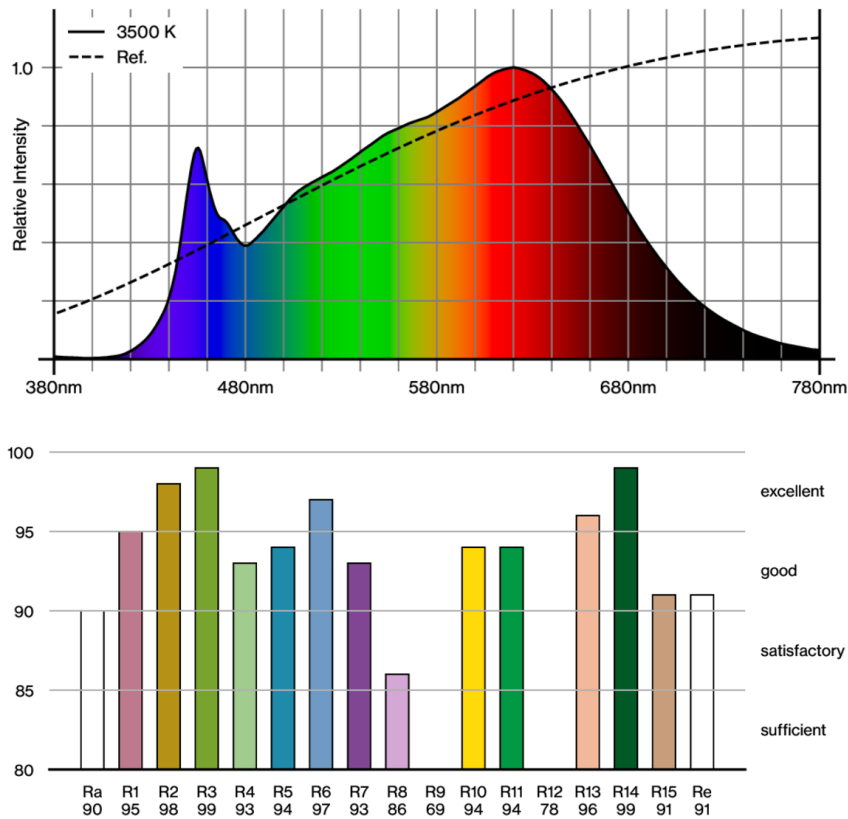 3500 K
Ref.
1.0
Relative Intensity
380nm 480nm 580nm 680nm 780nm
100
excellent
95
good
90
satisfactory
85
sufficient
80
Ra R1 R2 R3 R4 R5 R6 R7 R8 R9 R10 R11 R12 R13 R14 R15 Re
90 95 98 99 93 94 97 93 86 69 94 94 78 96 99 91 91